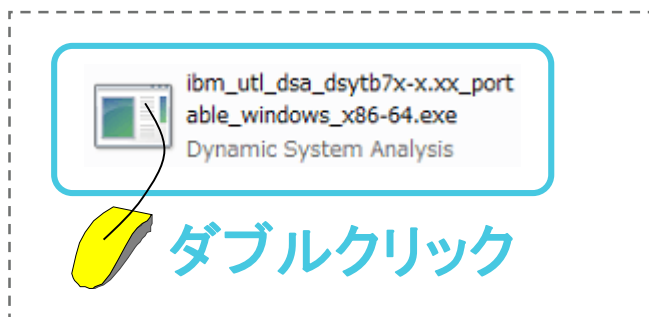 ibm_utl_dsa_dsytb7x-x.xx_port
able_windows_x86-64.exe
Dynamic System Analysis
ダブルクリック